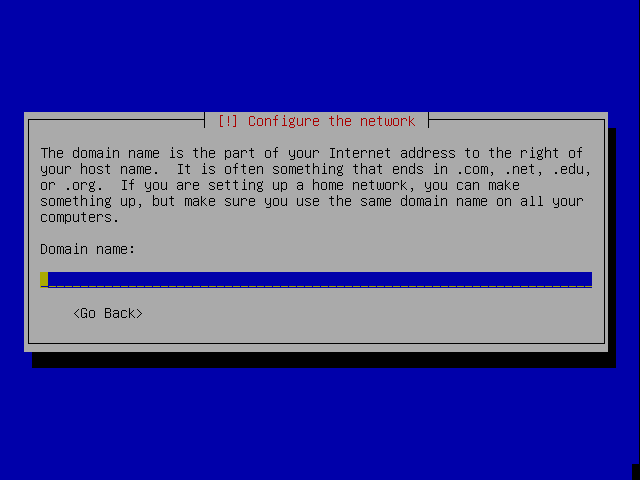 [!] Configure the network
The domain name is the part of your Internet address to the right of
your host name.  It is often something that ends in .com, .net, .edu,
or .org.  If you are setting up a home network, you can make
something up, but make sure you use the same domain name on all your
computers.
Domain name:
<Go Back>